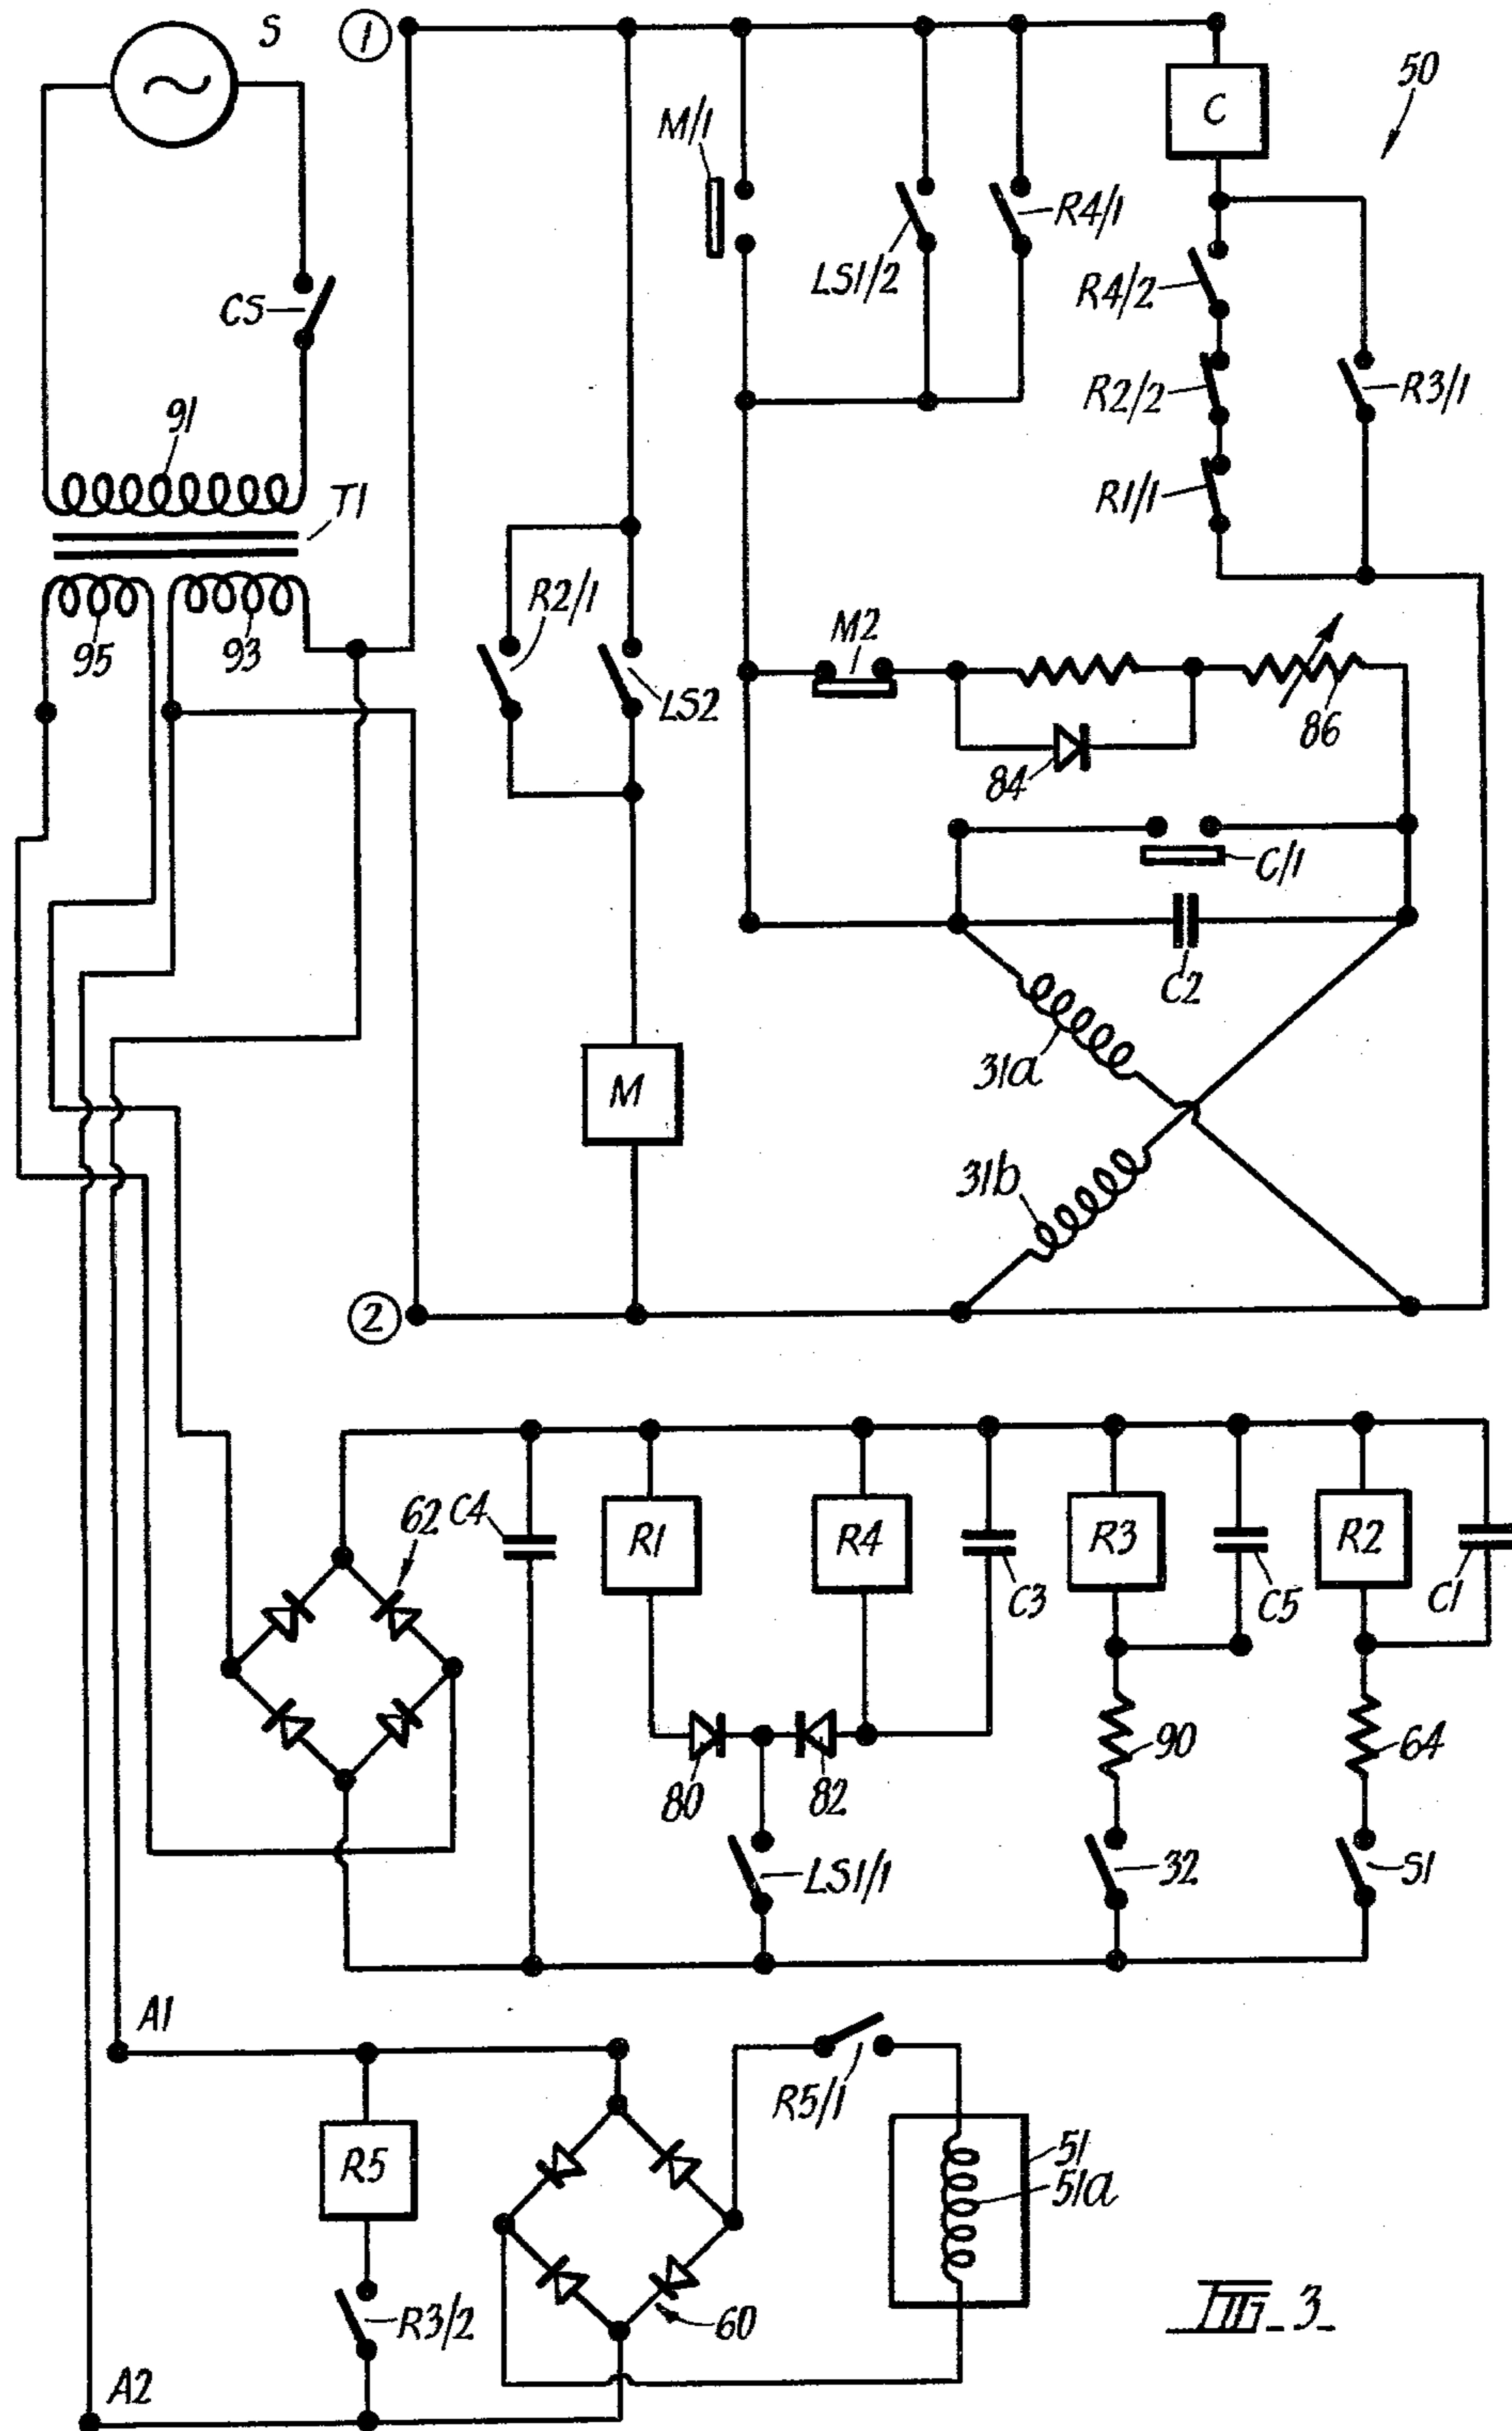 S
1
50
C
M/1
R4/1
LS1/2
R4/2
CS
R2/2
R3/1
91
R1/1
T1
R2/1
M2
95
93
LS2
86
84
C/1
C2
31a
M
31b
2
62
C4
R1
R4
R3
R2
C3
C5
C1
90
64
80
82
LS1/1
32
S1
A1
R5/1
R5
51
51a
R3/2
60
FIG_3_
A2